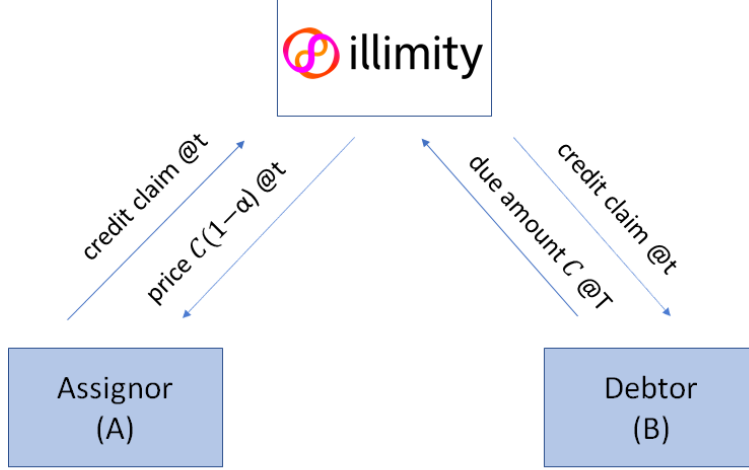 illimity
credit claim @t
price C(1−α) @t
due amount C @T
credit claim @t
Assignor
(A)
Debtor
(B)